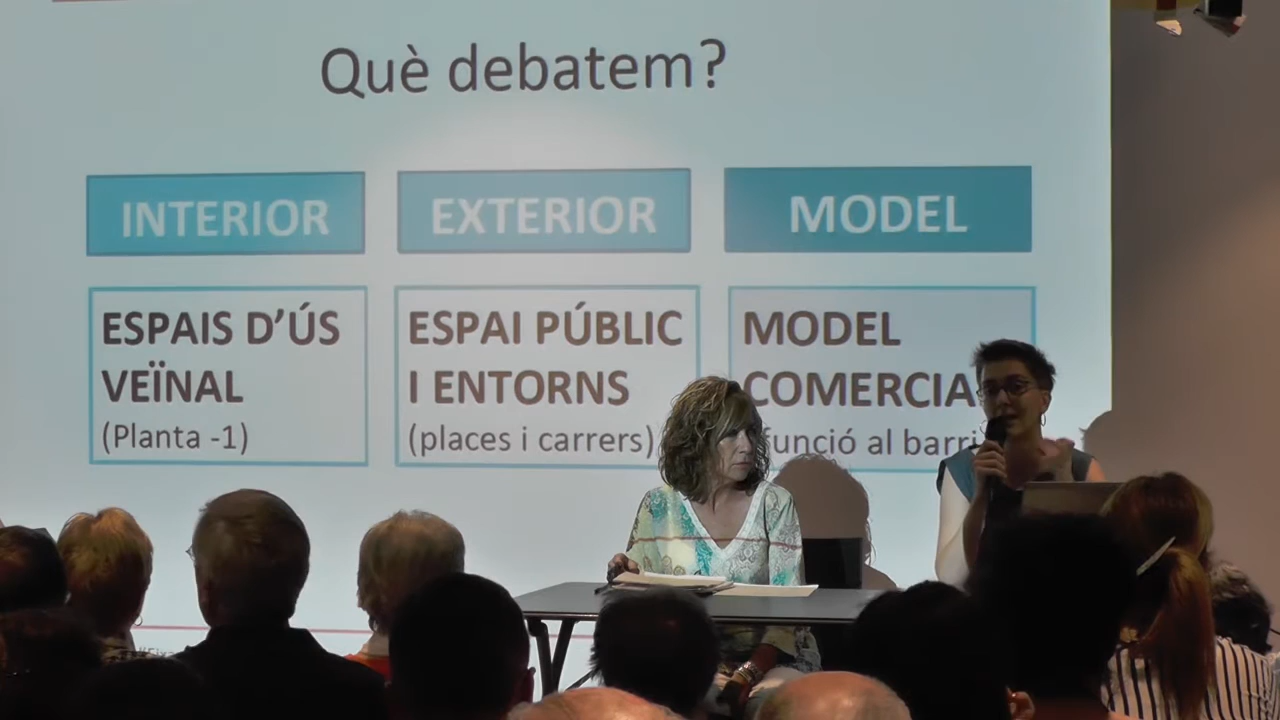 Què debatem?
INTERIOR
EXTERIOR
MODEL
ESPAIS D'ÚS
VEÏNAL
(Planta -1)
ESPAI PÚBLIC
I ENTORNS
(places i carrers)
MODEL
COMERCIA
funció al barri